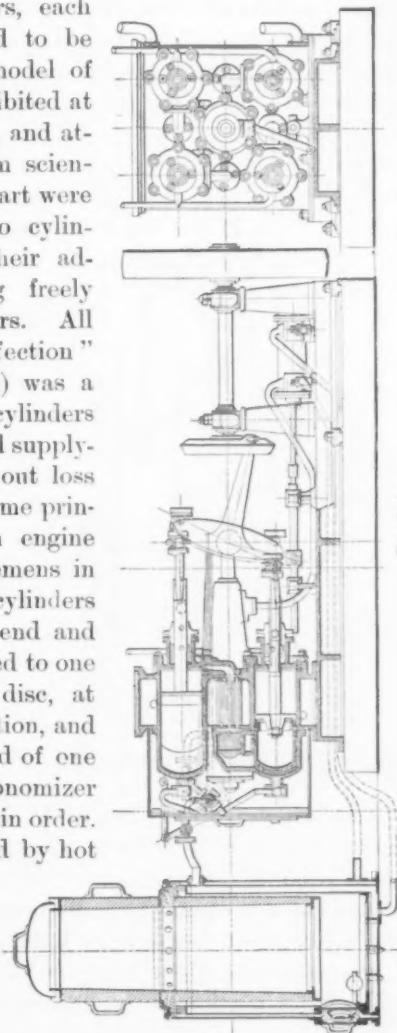 rs, each
d to be
model of
ibited at
and at-
m scien-
art were
o cylin-
heir ad-
g freely
rs. All
fection"
) was a
cylinders
d supply-
out loss
me prin-
n engine
emens in
cylinders
end and
ed to one
disc, at
tion, and
d of one
onomizer
in order.
d by hot